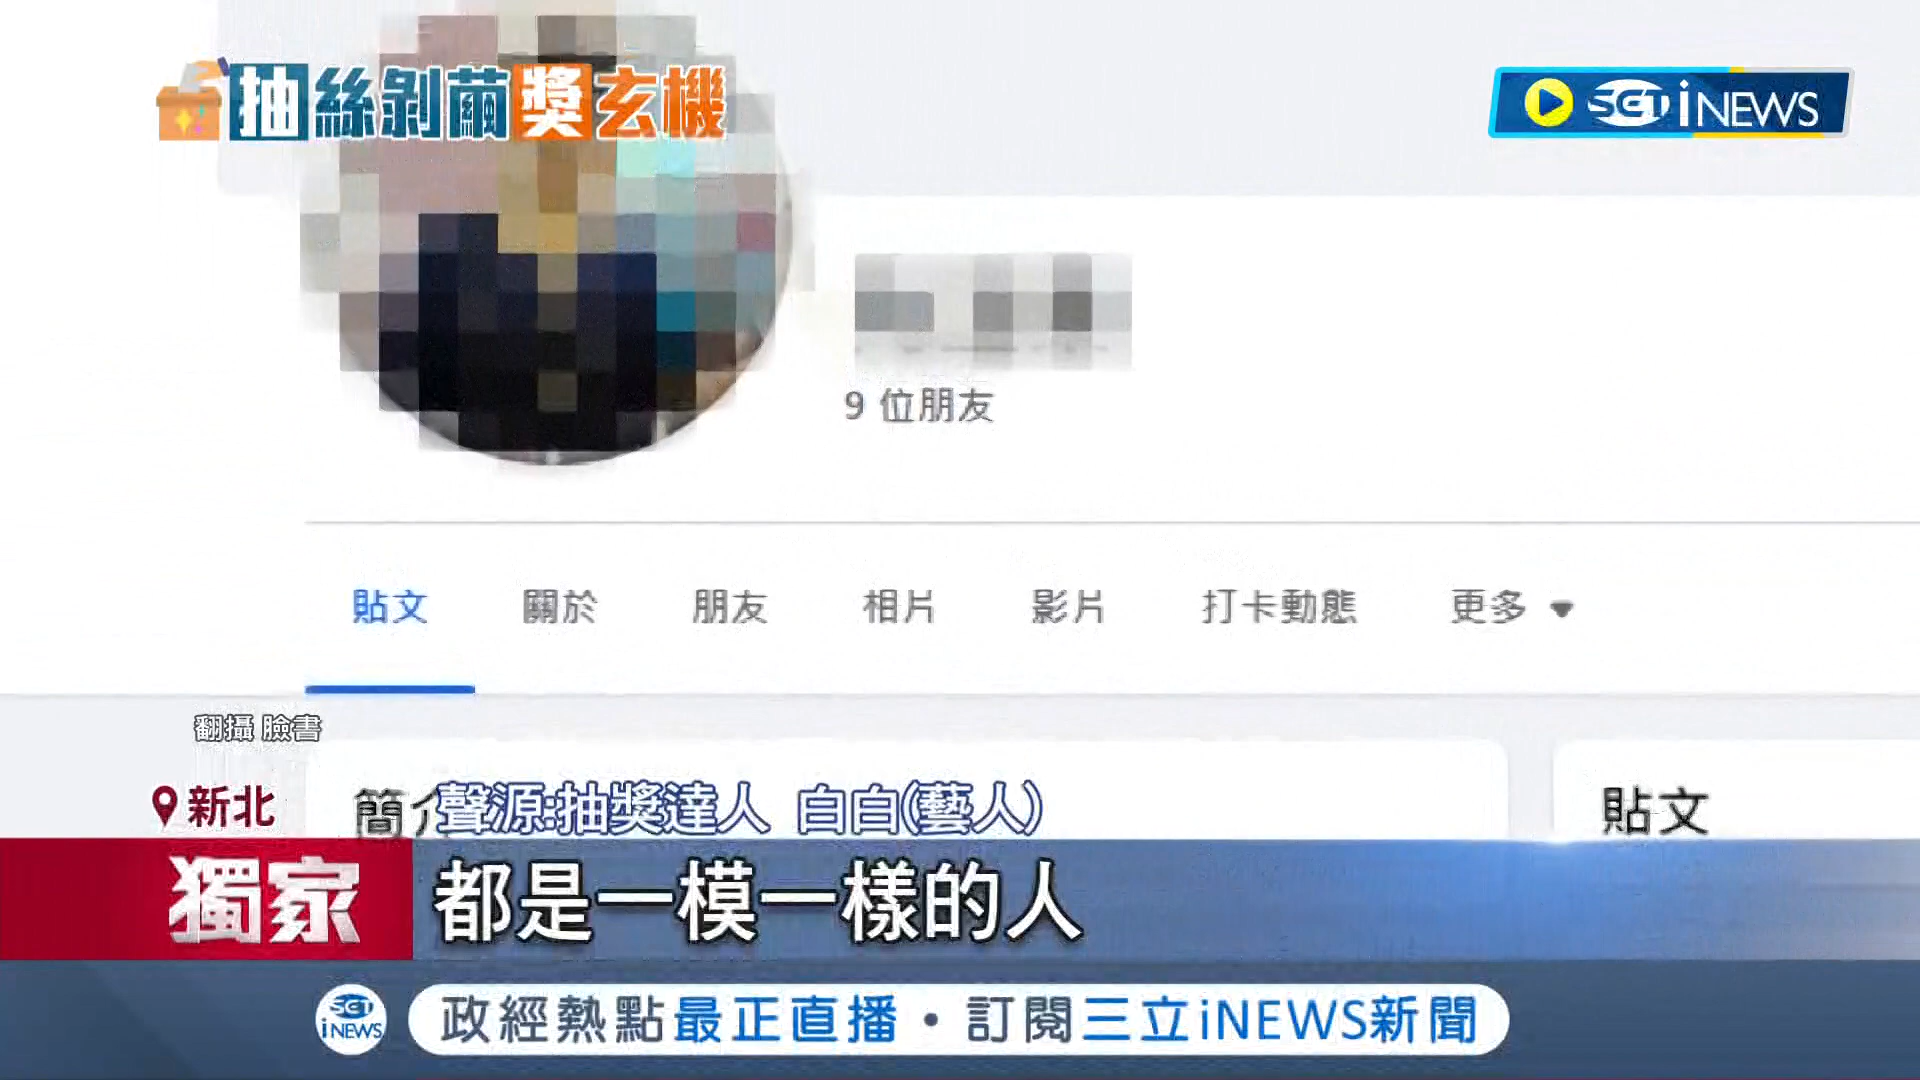 抽絲剝繭獎玄機
SET iNEWS
9 位朋友
貼文 關於 朋友 相片 影片 打卡動態 更多
翻攝 臉書
新北
簡介
聲源:抽獎達人 白白(藝人)
貼文
獨家
都是一模一樣的人
SET iNEWS
政經熱點最正直播・訂閱三立iNEWS新聞